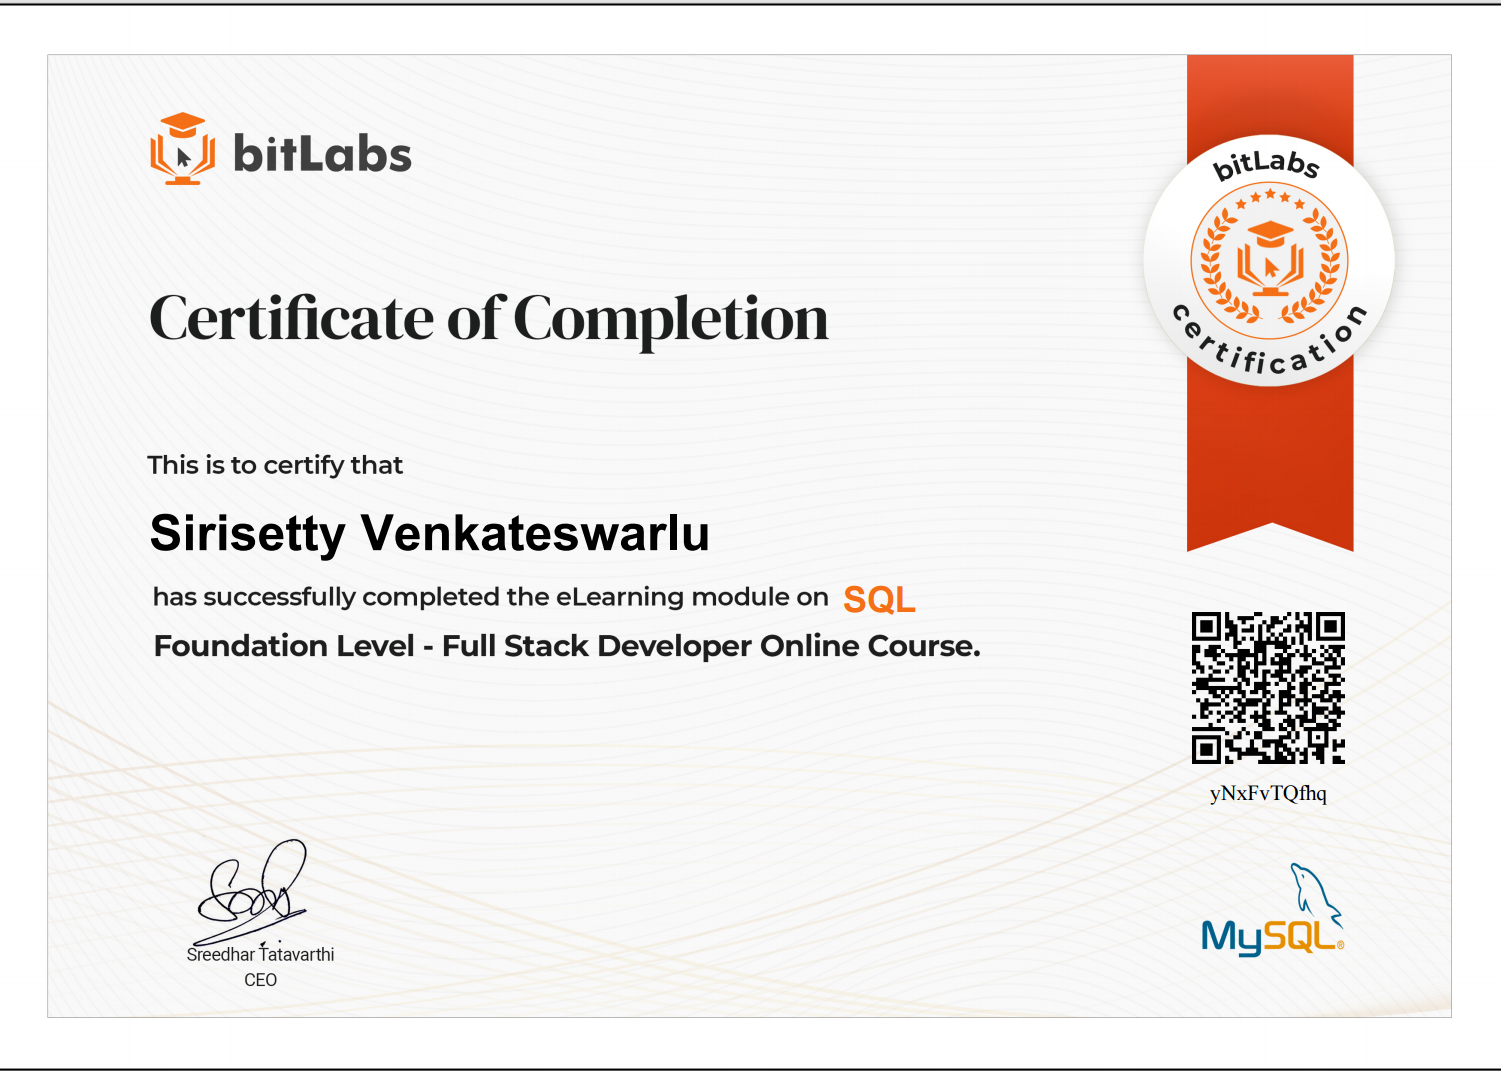 bitLabs
bitLabs
certification
Certificate of Completion
This is to certify that
Sirisetty Venkateswarlu
has successfully completed the eLearning module on SQL
Foundation Level - Full Stack Developer Online Course.
yNxFvTQfhq
Sreedhar Tatavarthi
CEO
MySQL®